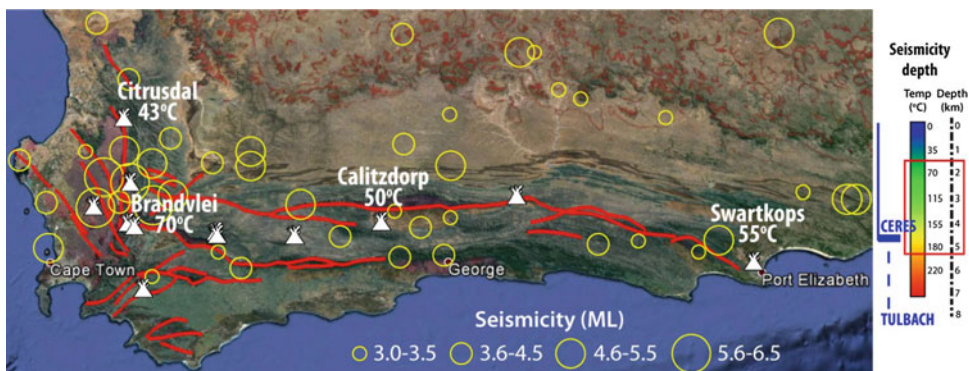 Citrusdal
43°C
Brandvlei
70°C
Calitzdorp
50°C
Swartkops
55°C
Cape Town
George
Port Elizabeth
Seismicity (ML)
3.0-3.5
3.6-4.5
4.6-5.5
5.6-6.5
Seismicity
depth
Temp Depth
(°C) (km)
0 0
35 1
70 2
115 3
155 4
180 5
220 6
7
8
CERES
TULBACH